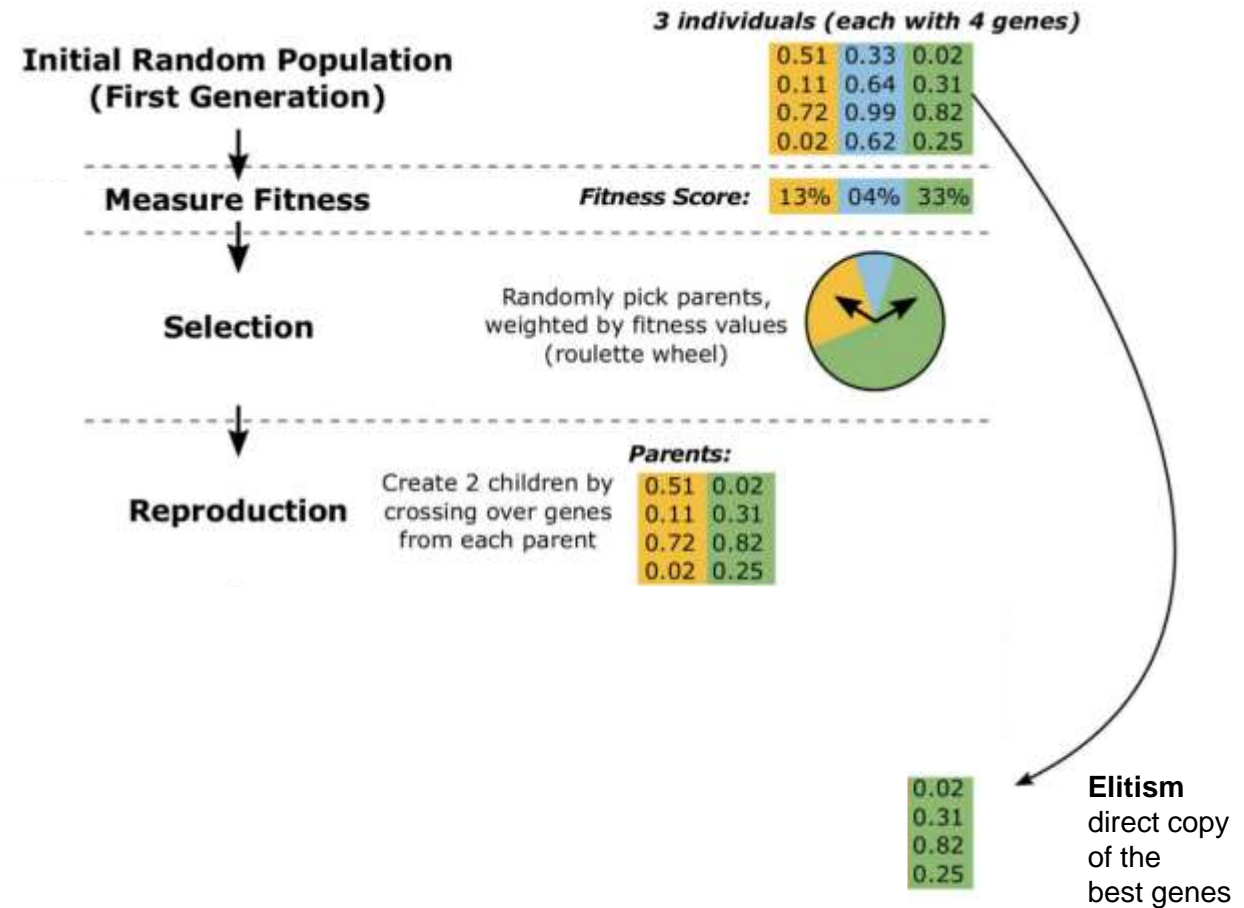 3 individuals (each with 4 genes)
Initial Random Population
(First Generation)
0.51 0.33 0.02
0.11 0.64 0.31
0.72 0.99 0.82
0.02 0.62 0.25
Measure Fitness
Fitness Score:
13% 04% 33%
Selection
Randomly pick parents,
weighted by fitness values
(roulette wheel)
Reproduction
Create 2 children by
crossing over genes
from each parent
Parents:
0.51 0.02
0.11 0.31
0.72 0.82
0.02 0.25
0.02
0.31
0.82
0.25
Elitism
direct copy
of the
best genes